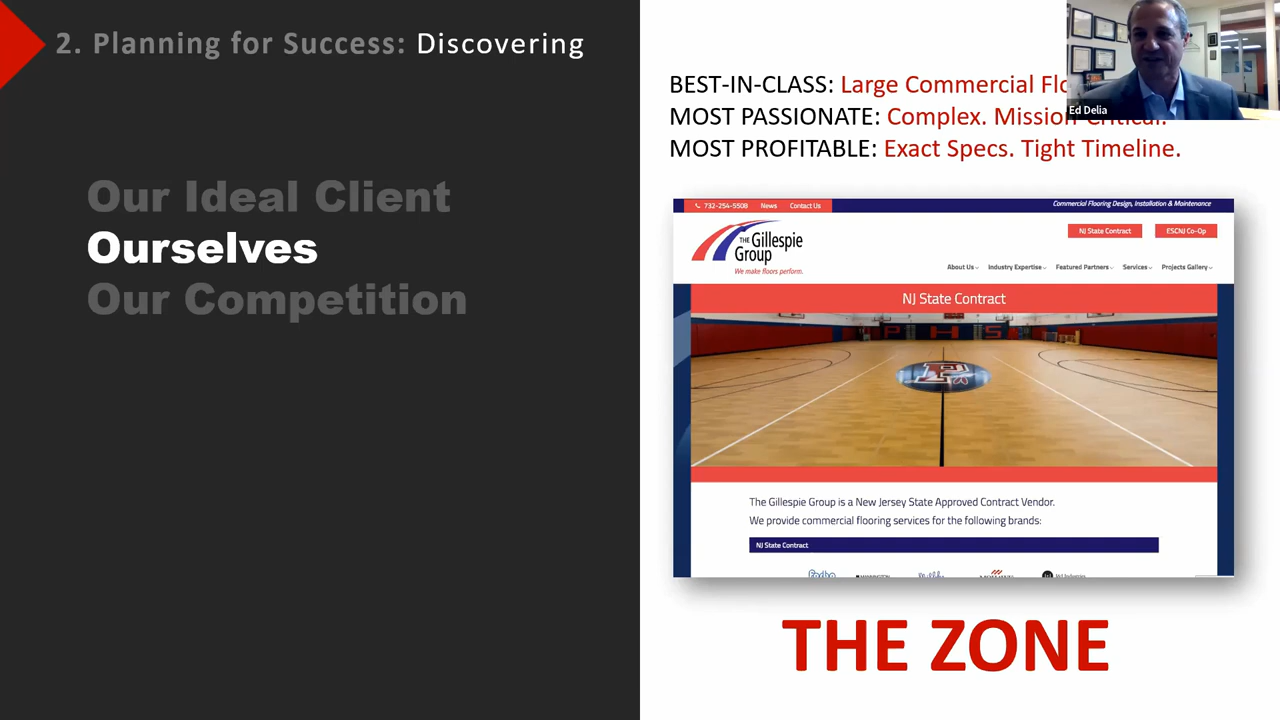 2. Planning for Success: Discovering
Our Ideal Client
Ourselves
Our Competition
BEST-IN-CLASS: Large Commercial
MOST PASSIONATE: Complex. Mission Critical.
MOST PROFITABLE: Exact Specs. Tight Timeline.
Ed Delia
732-254-5508 News Contact Us
Commercial Flooring Design, Installation & Maintenance
THE Gillespie
Group
We make floors perform.
NJ State Contract ESCNJ Co-Op
About Us Industry Expertise Featured Partners Services Projects Gallery
NJ State Contract
P H S
P
The Gillespie Group is a New Jersey State Approved Contract Vendor.
We provide commercial flooring services for the following brands:
NJ State Contract
THE ZONE